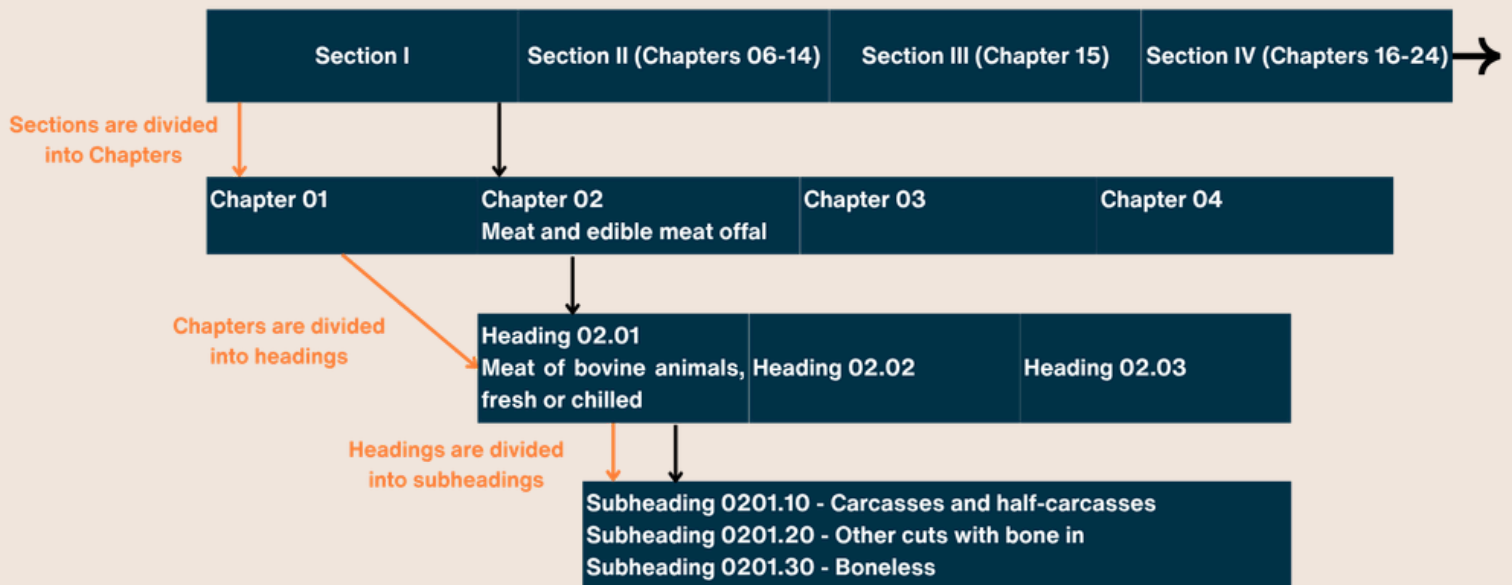 Section I
Section II (Chapters 06-14)
Section III (Chapter 15)
Section IV (Chapters 16-24)
Sections are divided
into Chapters
Chapter 01
Chapter 02
Meat and edible meat offal
Chapter 03
Chapter 04
Chapters are divided
into headings
Heading 02.01
Meat of bovine animals,
fresh or chilled
Heading 02.02
Heading 02.03
Headings are divided
into subheadings
Subheading 0201.10 - Carcasses and half-carcasses
Subheading 0201.20 - Other cuts with bone in
Subheading 0201.30 - Boneless